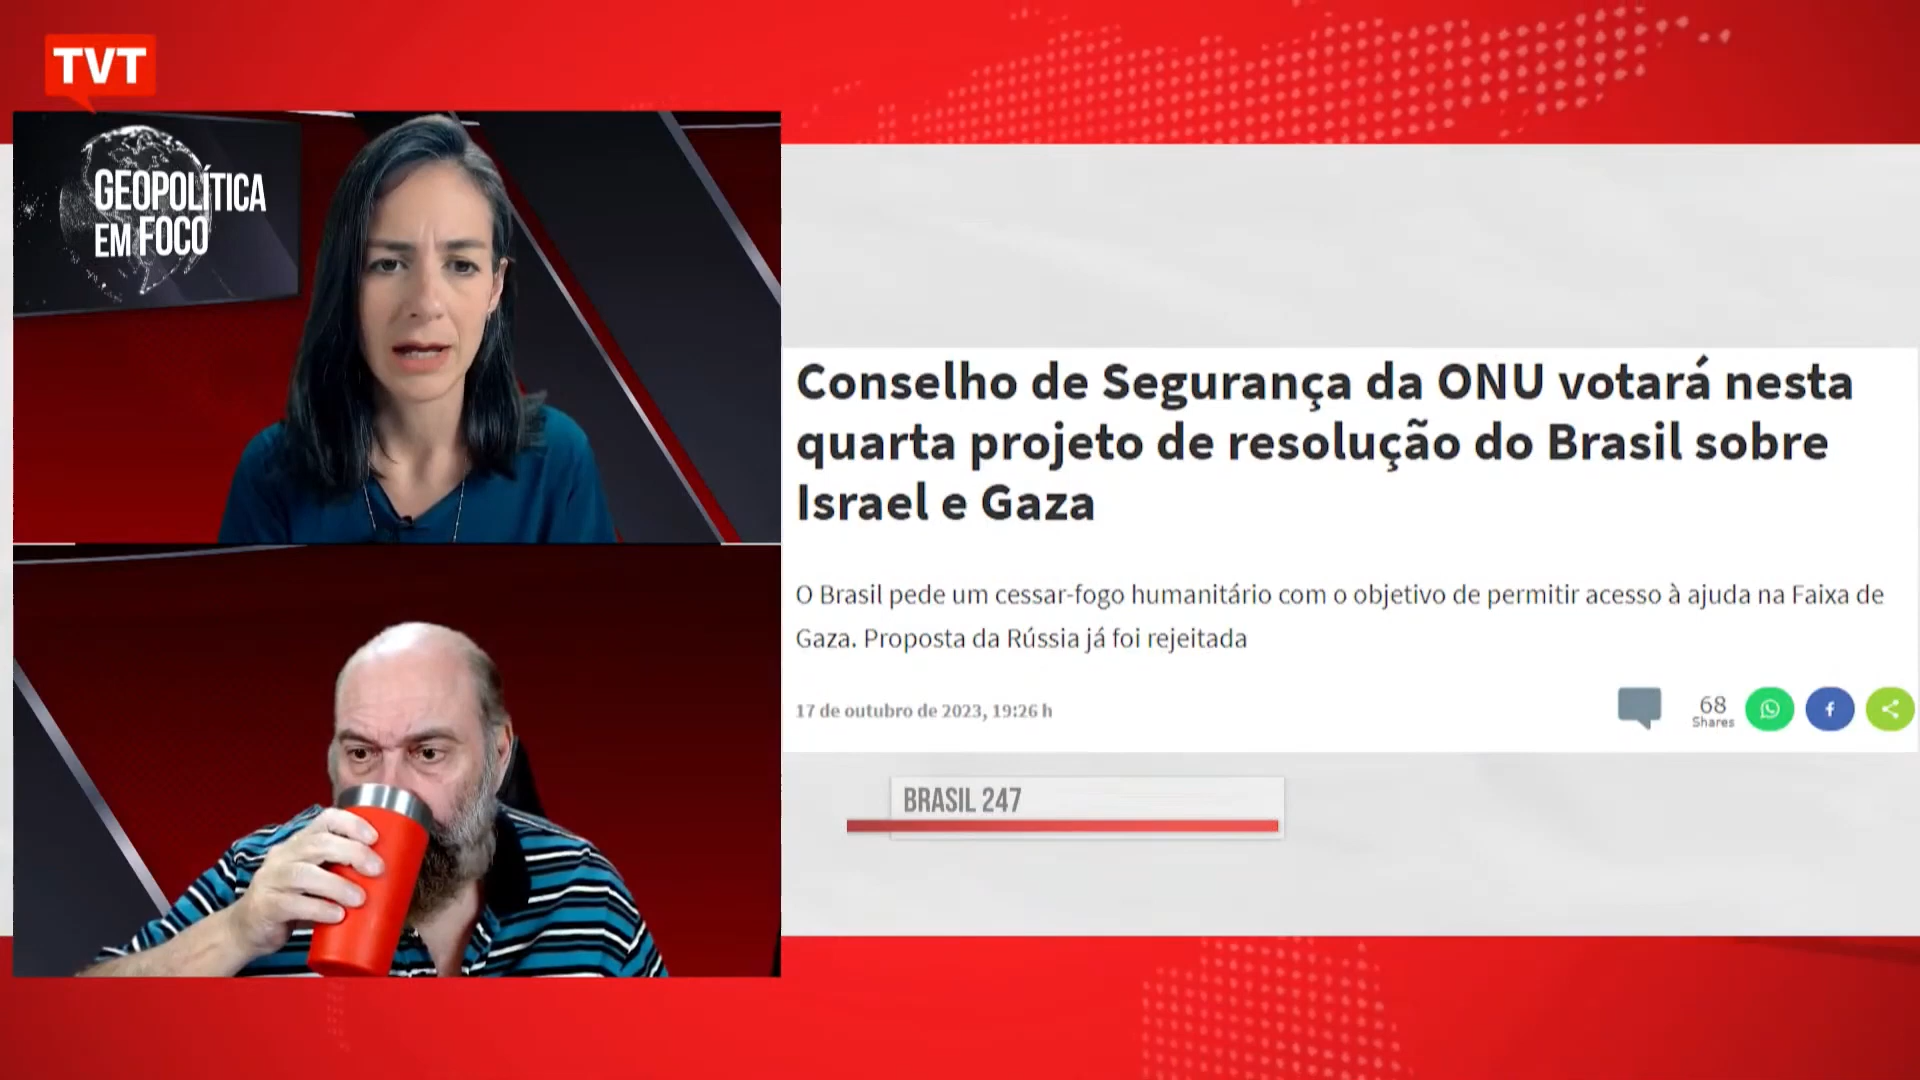 TVT
GEOPOLÍTICA
EM FOCO
Conselho de Segurança da ONU votará nesta
quarta projeto de resolução do Brasil sobre
Israel e Gaza
O Brasil pede um cessar-fogo humanitário com o objetivo de permitir acesso à ajuda na Faixa de
Gaza. Proposta da Rússia já foi rejeitada
17 de outubro de 2023, 19:26 h
68
Shares
BRASIL 247